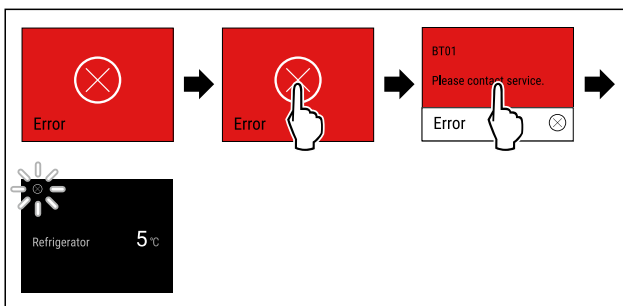 Error
Error
BT01
Please contact service.
Error
Refrigerator 5 °C